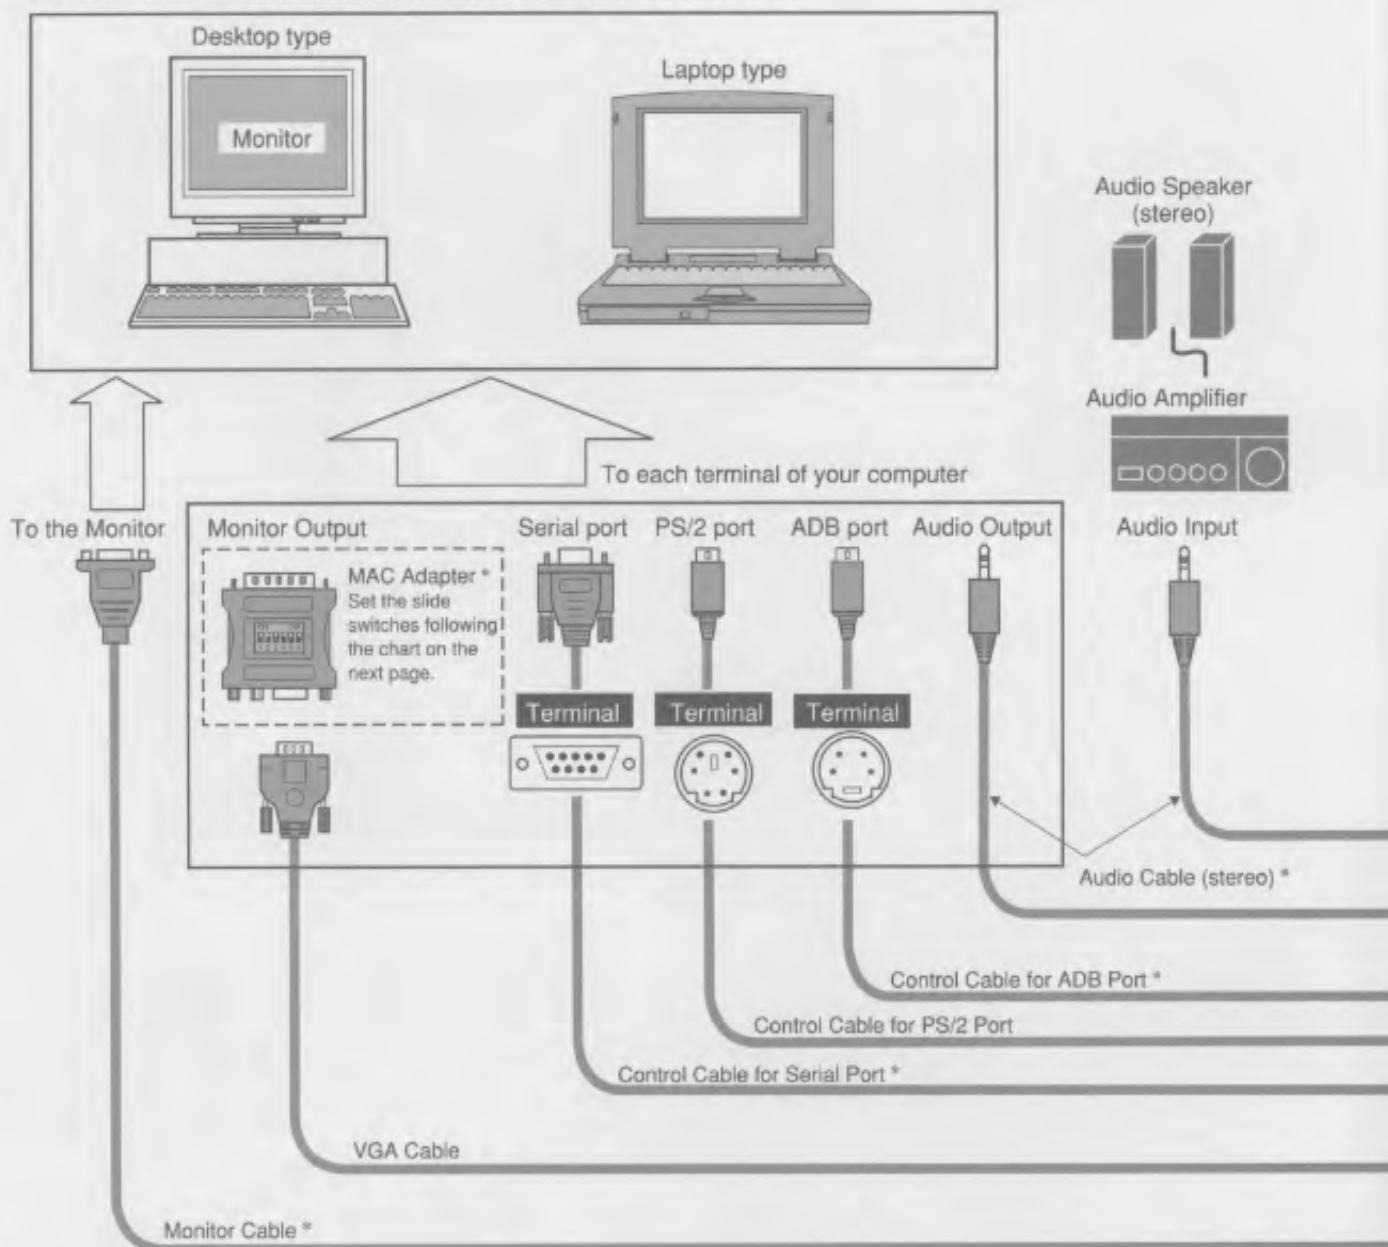 Desktop type
Laptop type
Monitor
Audio Speaker
(stereo)
Audio Amplifier
To each terminal of your computer
To the Monitor
Monitor Output
Serial port
PS/2 port
ADB port
Audio Output
Audio Input
MAC Adapter *
Set the slide
switches following
the chart on the
next page.
Terminal
Terminal
Terminal
Audio Cable (stereo) *
Control Cable for ADB Port *
Control Cable for PS/2 Port
Control Cable for Serial Port *
VGA Cable
Monitor Cable *